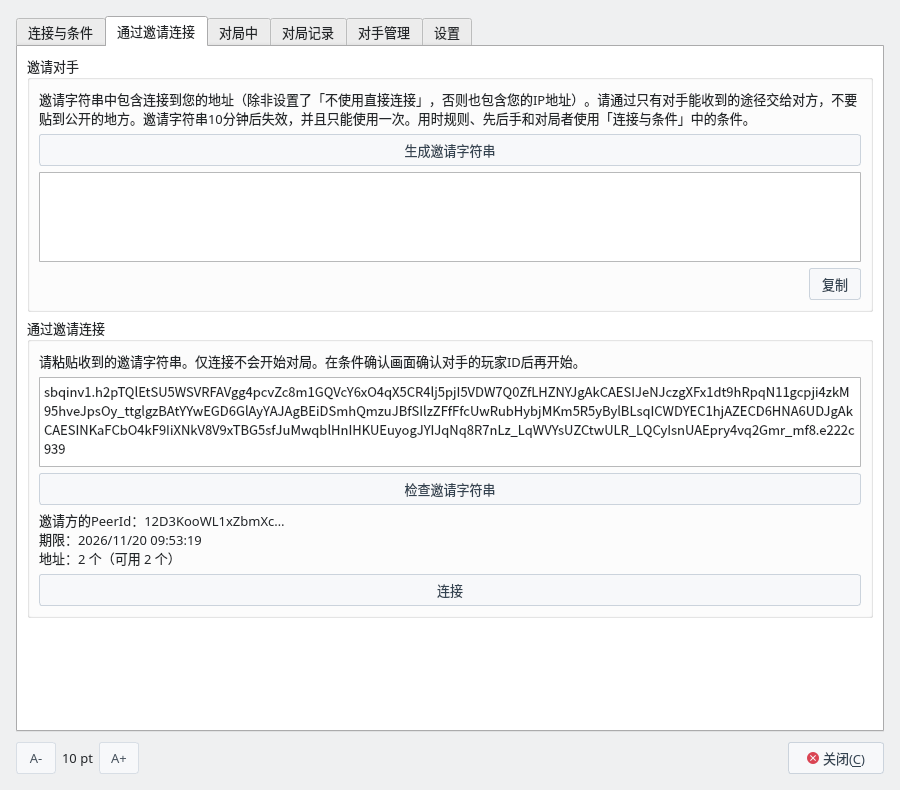 连接与条件 通过邀请连接 对局中 对局记录 对手管理 设置
邀请对手
邀请字符串中包含连接到您的地址（除非设置了「不使用直接连接」，否则也包含您的IP地址）。请通过只有对手能收到的途径交给对方，不要
贴到公开的地方。邀请字符串10分钟后失效，并且只能使用一次。用时规则、先后手和对局者使用「连接与条件」中的条件。
生成邀请字符串
复制
通过邀请连接
请粘贴收到的邀请字符串。仅连接不会开始对局。在条件确认画面确认对手的玩家ID后再开始。
sbqinv1.h2pTQlEtSU5WSVRFAVgg4pcvZc8m1GQVcY6xO4qX5CR4lj5pjI5VDW7Q0ZfLHZNYJgAkCAESIJeNJczgXFx1dt9hRpqN11gcpji4zkM
95hveJpsOy_ttglgzBAtYYwEGD6GlAyYAJAgBEiDSmhQmzuJBfSIlzZFfFfcUwRubHybjMKm5R5yBylBLsqICWDYEC1hjAZECD6HNA6UDJgAk
CAESINKaFCbO4kF9IiXNkV8V9xTBG5sfJuMwqblHnIHKUEuyogJYIJqNq8R7nLz_LqWVYsUZCtwULR_LQCyIsnUAEpry4vq2Gmr_mf8.e222c
939
检查邀请字符串
邀请方的PeerId：12D3KooWL1xZbmXc...
期限：2026/11/20 09:53:19
地址：2 个（可用 2 个）
连接
A- 10 pt A+ 关闭(C)